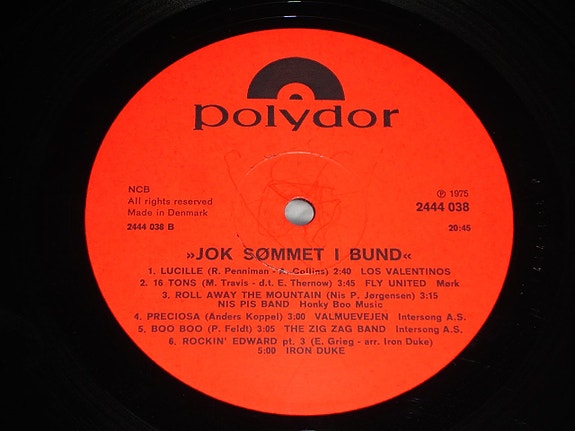 polydor
NCB
All rights reserved
Made in Denmark
2444 038 B
℗ 1975
2444 038
20:45
»JOK SØMMET I BUND«
1. LUCILLE (R. Penniman - A. Collins) 2:40 LOS VALENTINOS
2. 16 TONS (M. Travis - d.t. E. Thernow) 3:45 FLY UNITED Mørk
3. ROLL AWAY THE MOUNTAIN (Nis P. Jørgensen) 3:15
NIS PIS BAND Honky Boo Music
4. PRECIOSA (Anders Koppel) 3:00 VALMUEVEJEN Intersong A.S.
5. BOO BOO (P. Feldt) 3:05 THE ZIG ZAG BAND Intersong A.S.
6. ROCKIN' EDWARD pt. 3 (E. Grieg - arr. Iron Duke)
5:00 IRON DUKE